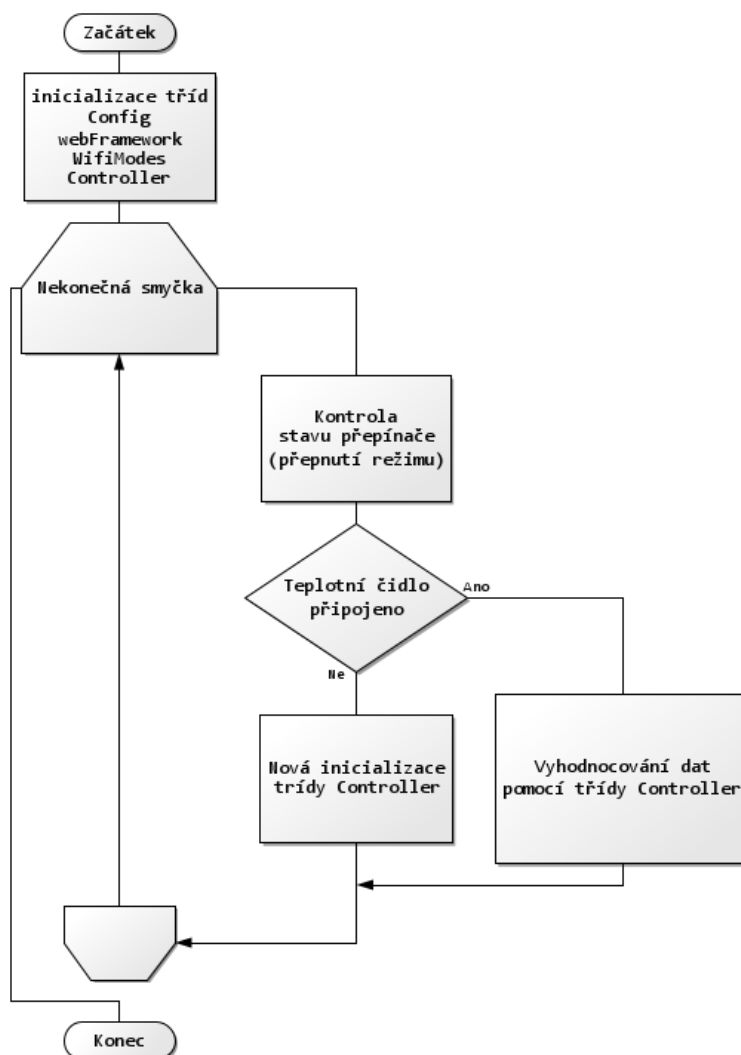 Začátek
inicializace tříd
Config
webFramework
WifiModes
Controller
Nekonečná smyčka
Kontrola
stavu přepínače
(přepnutí režimu)
Teplotní čidlo
připojeno
Ano
Ne
Nová inicializace
trídy Controller
Vyhodnocování dat
pomocí třídy Controller
Konec